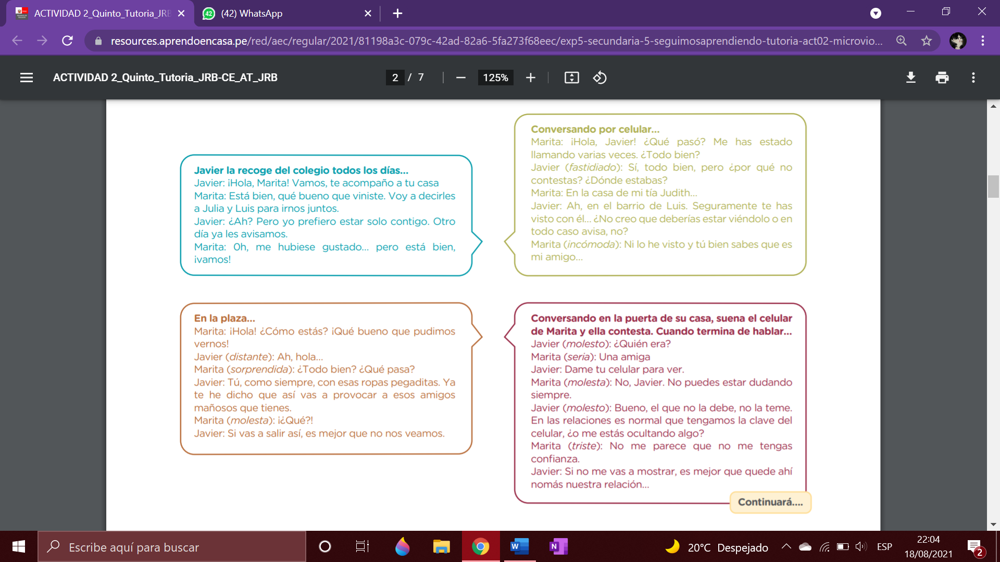 ACTIVIDAD 2_Quinto_Tutoria_JRB
42
(42) WhatsApp
resources.aprendoencasa.pe/red/aec/regular/2021/81198a3c-079c-42ad-82a6-5fa273f68eec/exp5-secundaria-5-seguimosaprendiendo-tutoria-act02-microvio...
ACTIVIDAD 2_Quinto_Tutoria_JRB-CE_AT_JRB
2 / 7
125%
Javier la recoge del colegio todos los días...
Javier: ¡Hola, Marita! Vamos, te acompaño a tu casa
Marita: Está bien, qué bueno que viniste. Voy a decirles
a Julia y Luis para irnos juntos.
Javier: ¿Ah? Pero yo prefiero estar solo contigo. Otro
día ya les avisamos.
Marita: Oh, me hubiese gustado... pero está bien,
¡vamos!
Conversando por celular...
Marita: ¡Hola, Javier! ¿Qué pasó? Me has estado
llamando varias veces. ¿Todo bien?
Javier (fastidiado): Sí, todo bien, pero ¿por qué no
contestas? ¿Dónde estabas?
Marita: En la casa de mi tía Judith...
Javier: Ah, en el barrio de Luis. Seguramente te has
visto con él... ¿No creo que deberías estar viéndolo o en
todo caso avisa, no?
Marita (incómoda): Ni lo he visto y tú bien sabes que es
mi amigo...
En la plaza...
Marita: ¡Hola! ¿Cómo estás? ¡Qué bueno que pudimos
vernos!
Javier (distante): Ah, hola...
Marita (sorprendida): ¿Todo bien? ¿Qué pasa?
Javier: Tú, como siempre, con esas ropas pegaditas. Ya
te he dicho que así vas a provocar a esos amigos
mañosos que tienes.
Marita (molesta): ¡¿Qué?!
Javier: Si vas a salir así, es mejor que no nos veamos.
Conversando en la puerta de su casa, suena el celular
de Marita y ella contesta. Cuando termina de hablar...
Javier (molesto): ¿Quién era?
Marita (seria): Una amiga
Javier: Dame tu celular para ver.
Marita (molesta): No, Javier. No puedes estar dudando
siempre.
Javier (molesto): Bueno, el que no la debe, no la teme.
En las relaciones es normal que tengamos la clave del
celular, ¿o me estás ocultando algo?
Marita (triste): No me parece que no me tengas
confianza.
Javier: Si no me vas a mostrar, es mejor que quede ahí
nomás nuestra relación...
Continuará....
Escribe aquí para buscar
20°C Despejado
ESP
22:04
18/08/2021
2